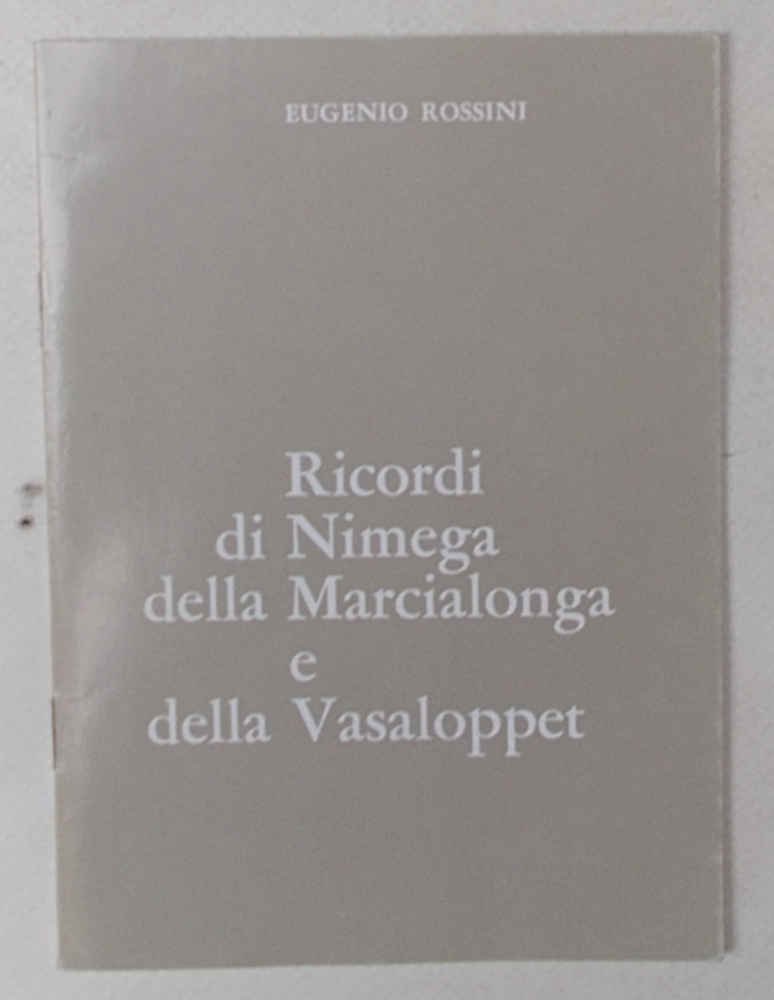 EUGENIO ROSSINI
Ricordi
di Nimega
della Marcialonga
e
della Vasaloppet